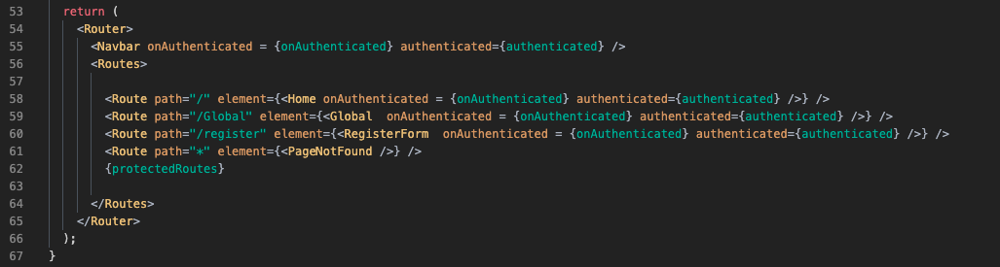 53 return (
54 <Router>
55 <Navbar onAuthenticated = {onAuthenticated} authenticated={authenticated} />
56 <Routes>
57
58 <Route path="/" element={<Home onAuthenticated = {onAuthenticated} authenticated={authenticated} />} />
59 <Route path="/Global" element={<Global  onAuthenticated = {onAuthenticated} authenticated={authenticated} />} />
60 <Route path="/register" element={<RegisterForm  onAuthenticated = {onAuthenticated} authenticated={authenticated} />} />
61 <Route path="*" element={<PageNotFound />} />
62 {protectedRoutes}
63
64 </Routes>
65 </Router>
66 );
67 }